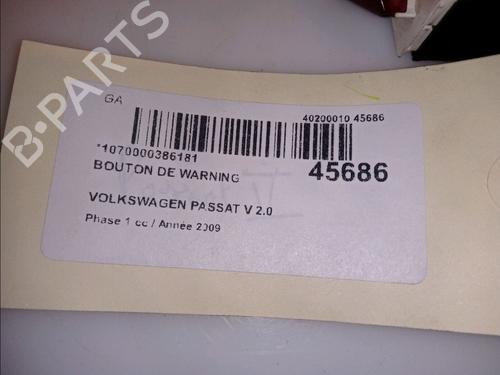 B-PARTS
GA
40200010 45686
*1070000386181
45686
BOUTON DE WARNING
VOLKSWAGEN PASSAT V 2.0
Phase 1 cc / Année 2009